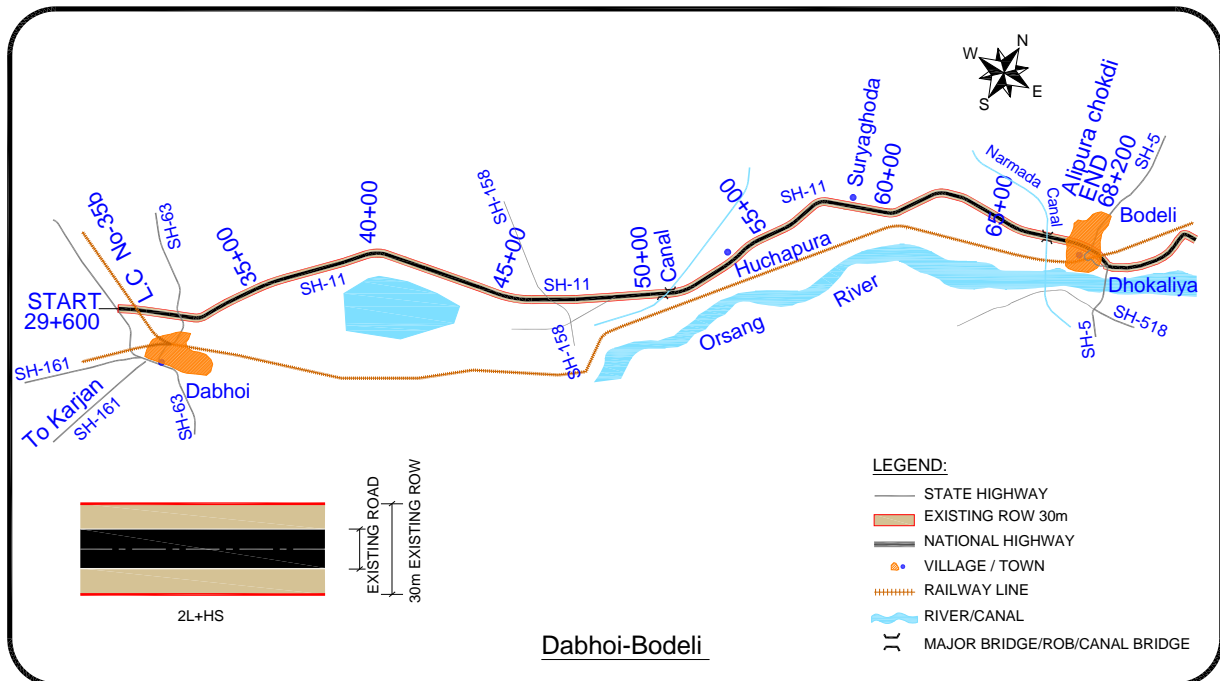 N
W
E
S
Alipura chokdi
END
68+200
SH-5
Bodeli
Narmada
Canal
65+00
60+00
Suryaghoda
SH-11
55+00
Huchapura
Canal
50+00
SH-11
SH-158
45+00
SH-158
40+00
SH-11
35+00
SH-63
L.C No-35b
START
29+600
SH-161
Dabhoi
SH-63
To Karjan
SH-161
Orsang
River
Dhokaliya
SH-518
SH-5
EXISTING ROAD
30m EXISTING ROW
2L+HS
LEGEND:
STATE HIGHWAY
EXISTING ROW 30m
NATIONAL HIGHWAY
VILLAGE / TOWN
RAILWAY LINE
RIVER/CANAL
MAJOR BRIDGE/ROB/CANAL BRIDGE
Dabhoi-Bodeli